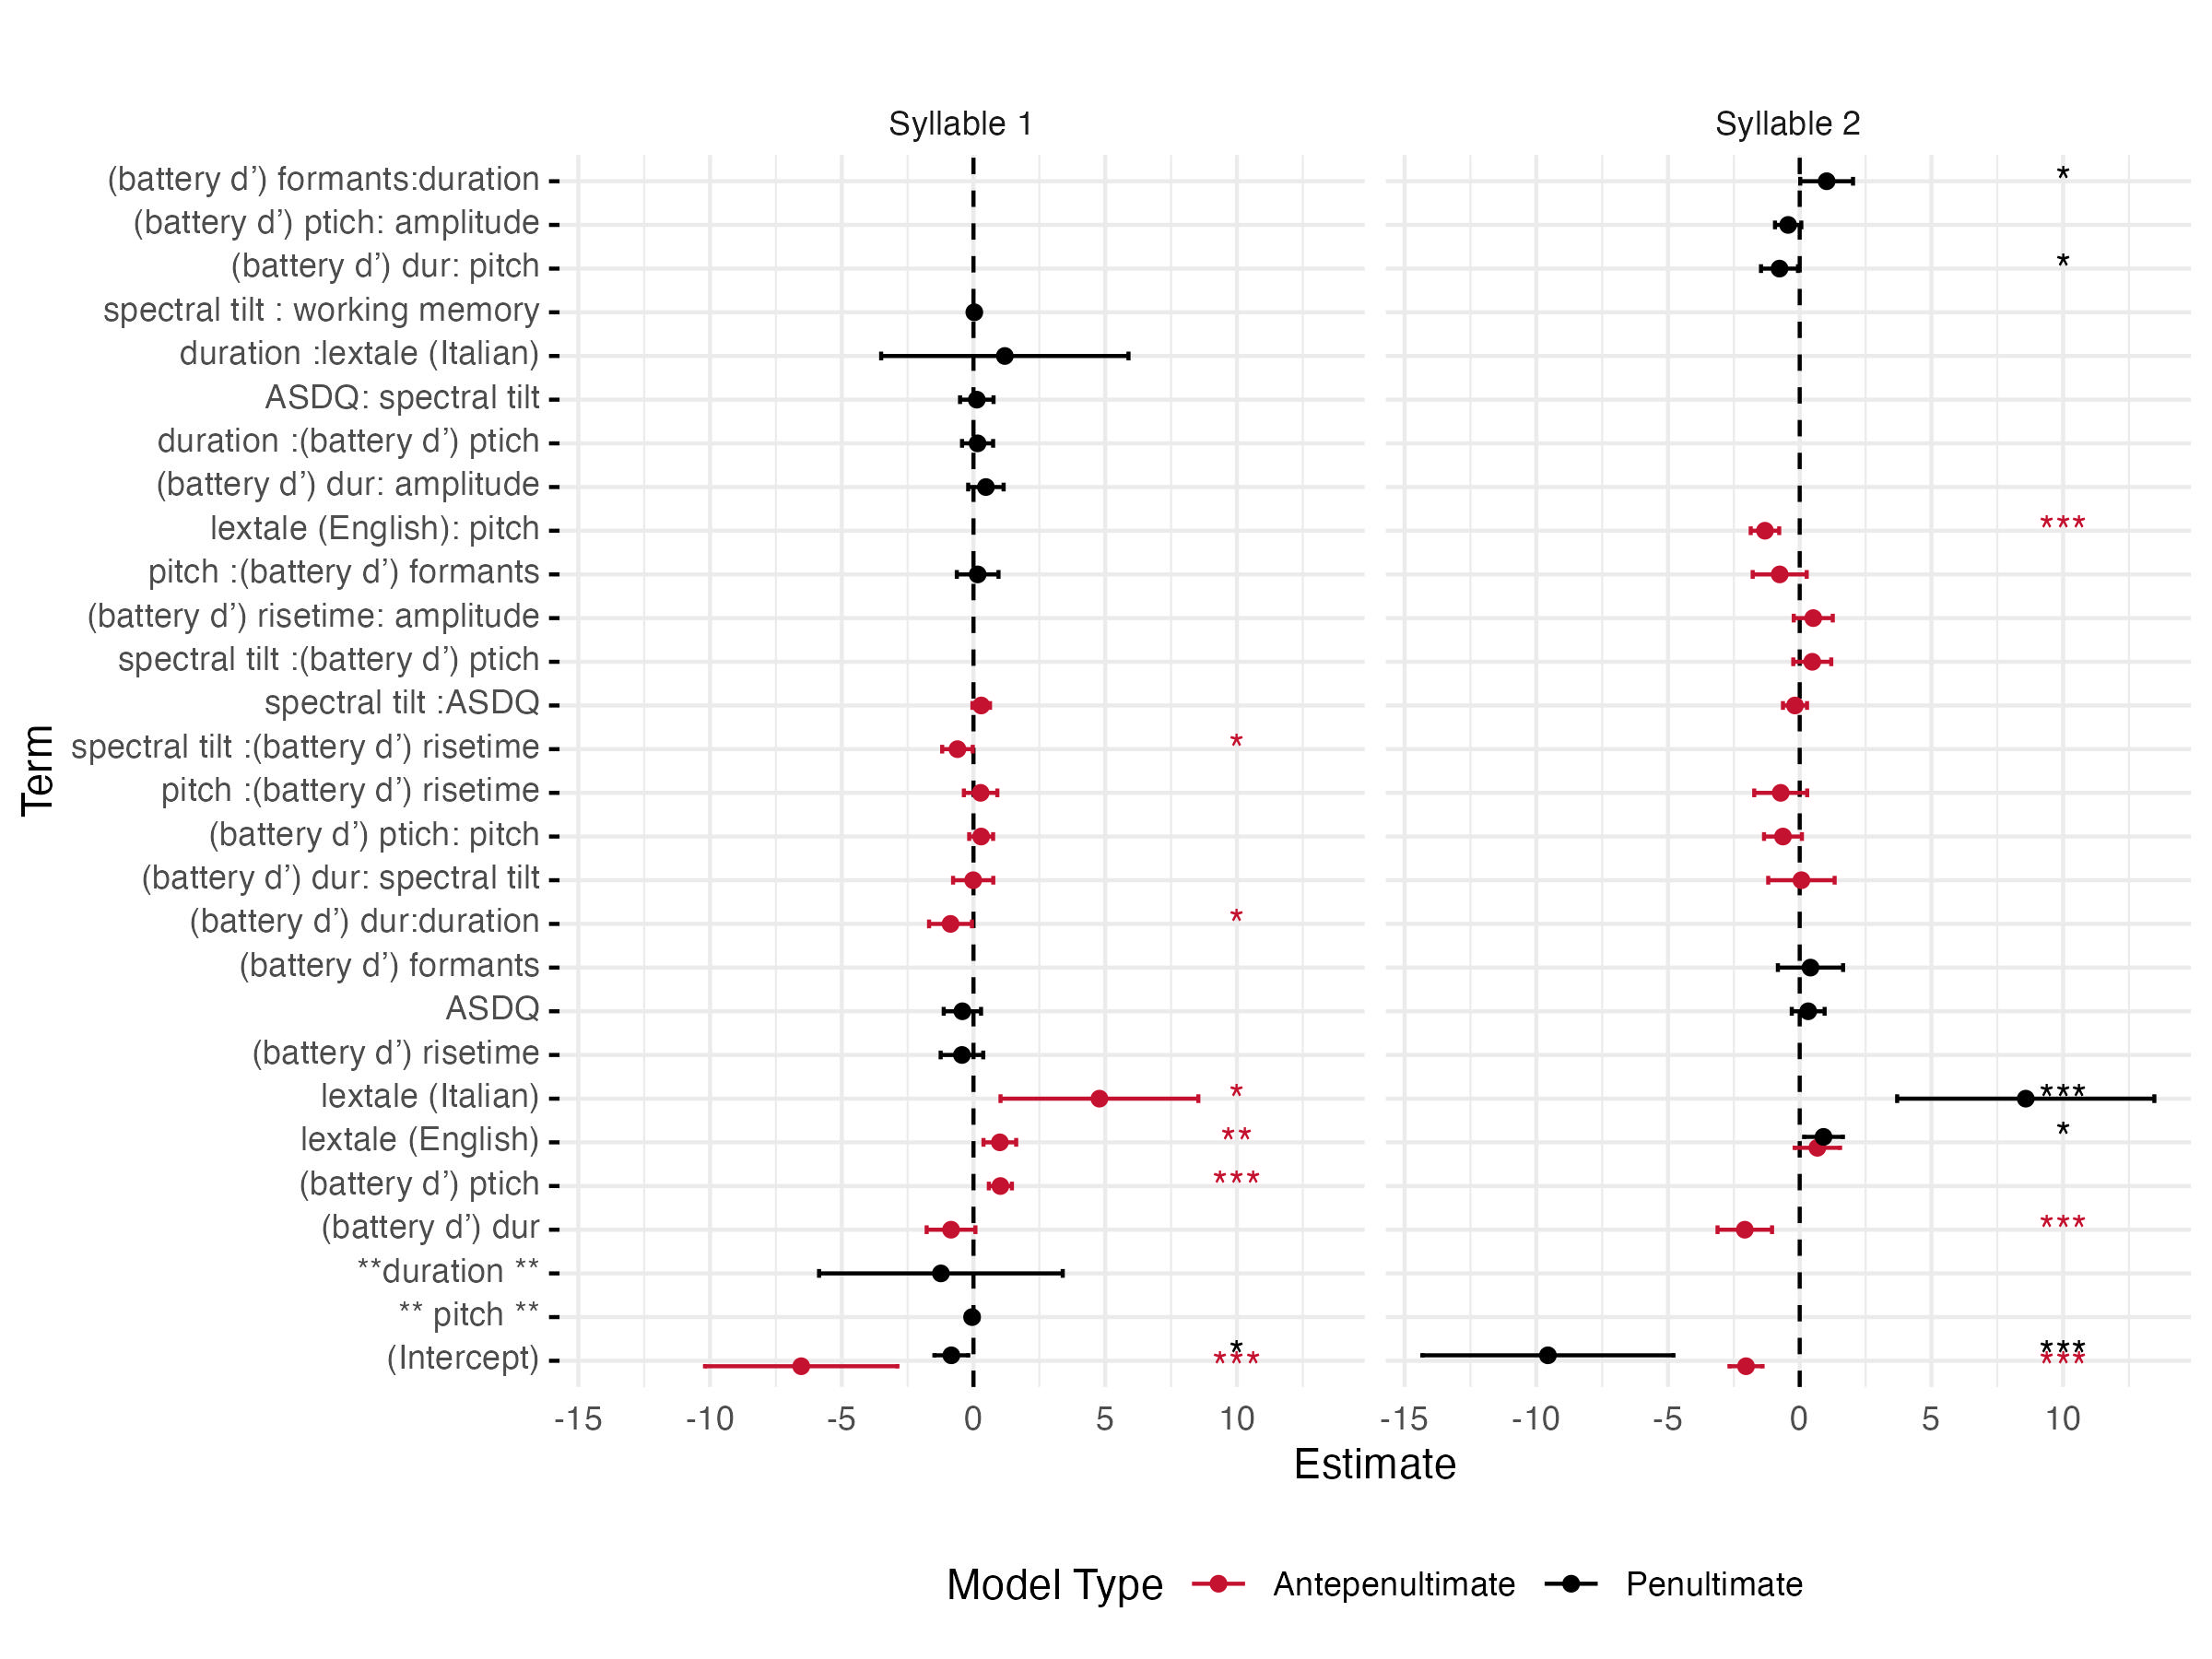 Syllable 1
Syllable 2
(battery d’) formants:duration
*
(battery d’) ptich: amplitude
(battery d’) dur: pitch
*
spectral tilt : working memory
duration :lextale (Italian)
ASDQ: spectral tilt
duration :(battery d’) ptich
(battery d’) dur: amplitude
lextale (English): pitch
***
pitch :(battery d’) formants
(battery d’) risetime: amplitude
spectral tilt :(battery d’) ptich
spectral tilt :ASDQ
spectral tilt :(battery d’) risetime
*
pitch :(battery d’) risetime
(battery d’) ptich: pitch
(battery d’) dur: spectral tilt
(battery d’) dur:duration
*
(battery d’) formants
ASDQ
(battery d’) risetime
lextale (Italian)
*
***
lextale (English)
**
*
(battery d’) ptich
***
(battery d’) dur
***
**duration **
** pitch **
(Intercept)
*
***
***
***
Term
-15 -10 -5 0 5 10
-15 -10 -5 0 5 10
Estimate
Model Type Antepenultimate Penultimate